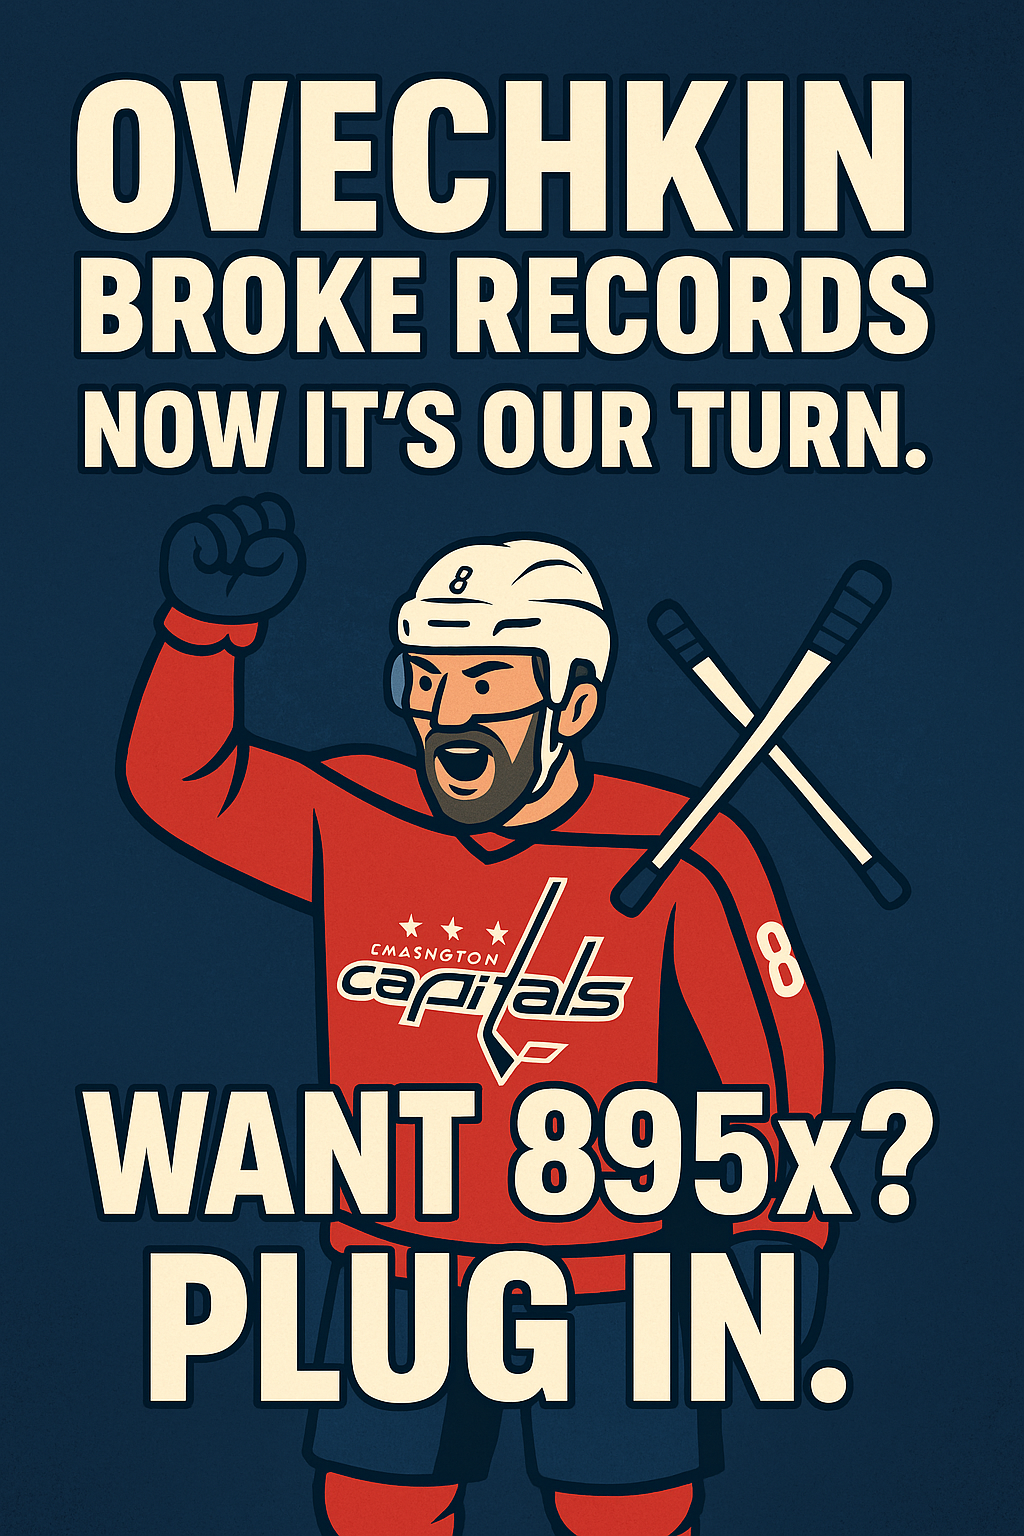 OVECHKIN
BROKE RECORDS
NOW IT'S OUR TURN.
8
8
CMASNGTON
capitals
WANT 895x?
PLUG IN.